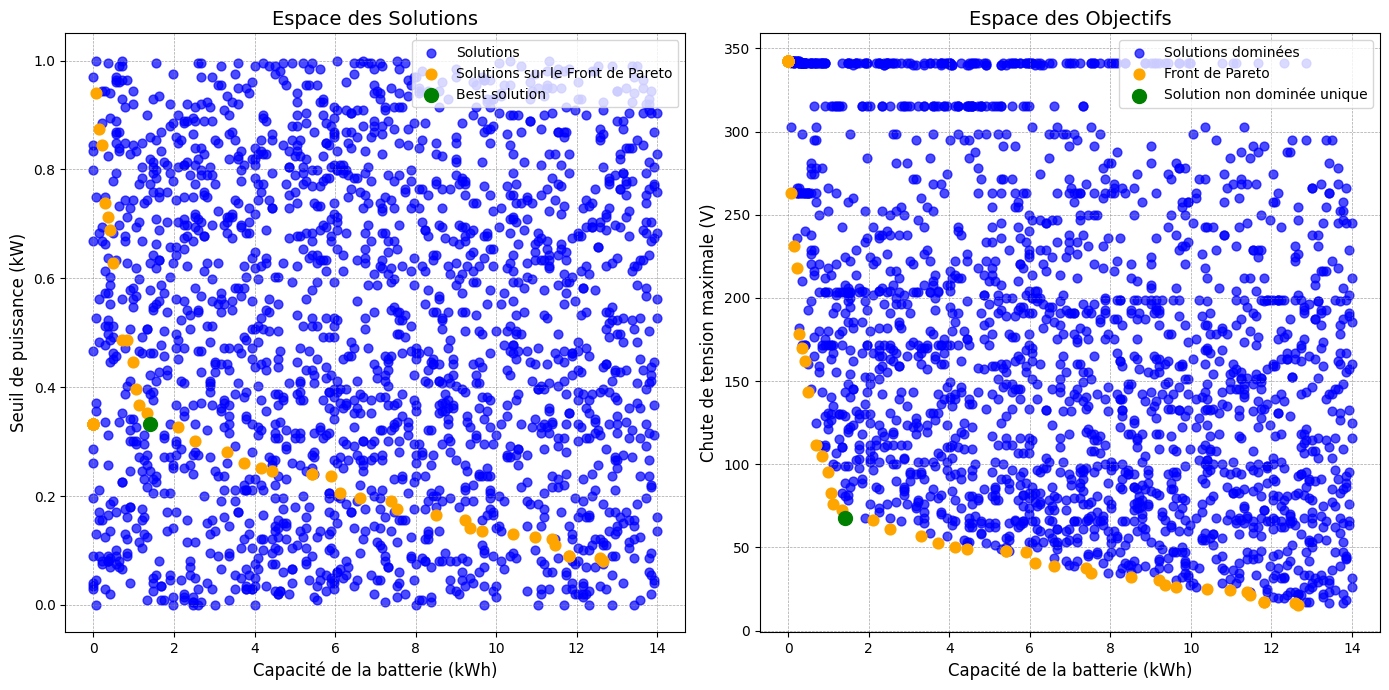 Espace des Solutions
Solutions
Solutions sur le Front de Pareto
Best solution
1.0
0.8
0.6
0.4
0.2
0.0
Seuil de puissance (kW)
0 2 4 6 8 10 12 14
Capacité de la batterie (kWh)
Espace des Objectifs
Solutions dominées
Front de Pareto
Solution non dominée unique
350
300
250
200
150
100
50
0
Chute de tension maximale (V)
0 2 4 6 8 10 12 14
Capacité de la batterie (kWh)